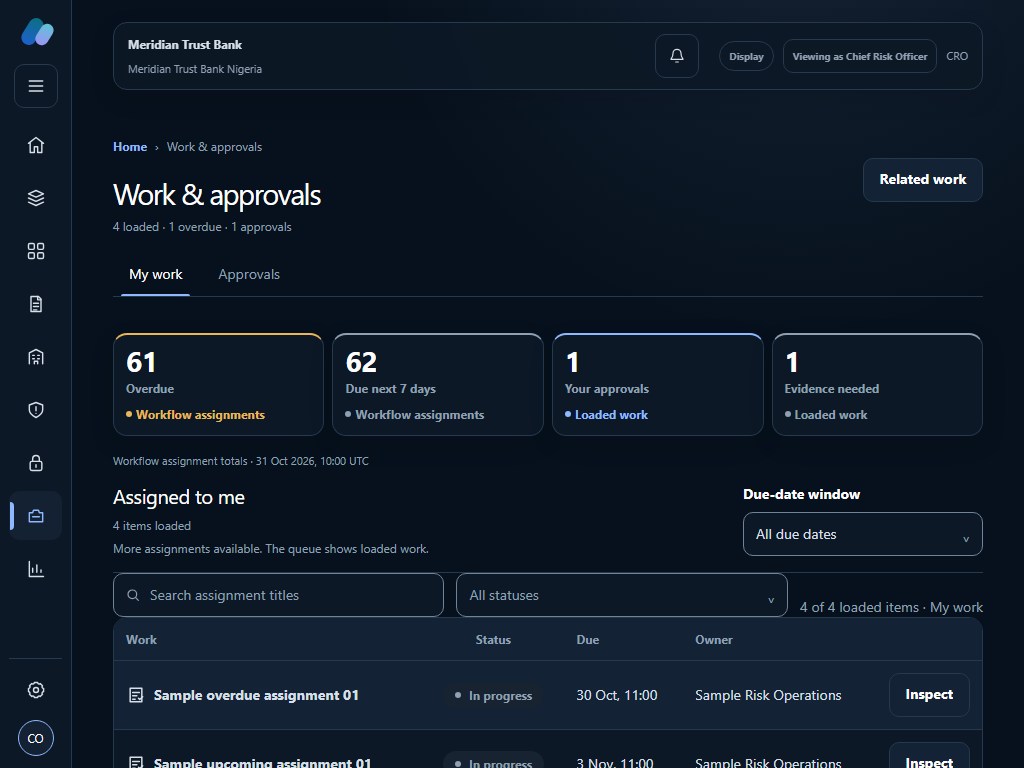 Meridian Trust Bank
Meridian Trust Bank Nigeria
Display
Viewing as Chief Risk Officer
CRO
Home › Work & approvals
Work & approvals
4 loaded · 1 overdue · 1 approvals
Related work
My work
Approvals
61
Overdue
Workflow assignments
62
Due next 7 days
Workflow assignments
1
Your approvals
Loaded work
1
Evidence needed
Loaded work
Workflow assignment totals · 31 Oct 2026, 10:00 UTC
Assigned to me
4 items loaded
More assignments available. The queue shows loaded work.
Due-date window
All due dates
Search assignment titles
All statuses
4 of 4 loaded items · My work
Work Status Due Owner
Sample overdue assignment 01 In progress 30 Oct, 11:00 Sample Risk Operations Inspect
Sample upcoming assignment 01 In progress 3 Nov, 11:00 Sample Risk Operations Inspect
CO